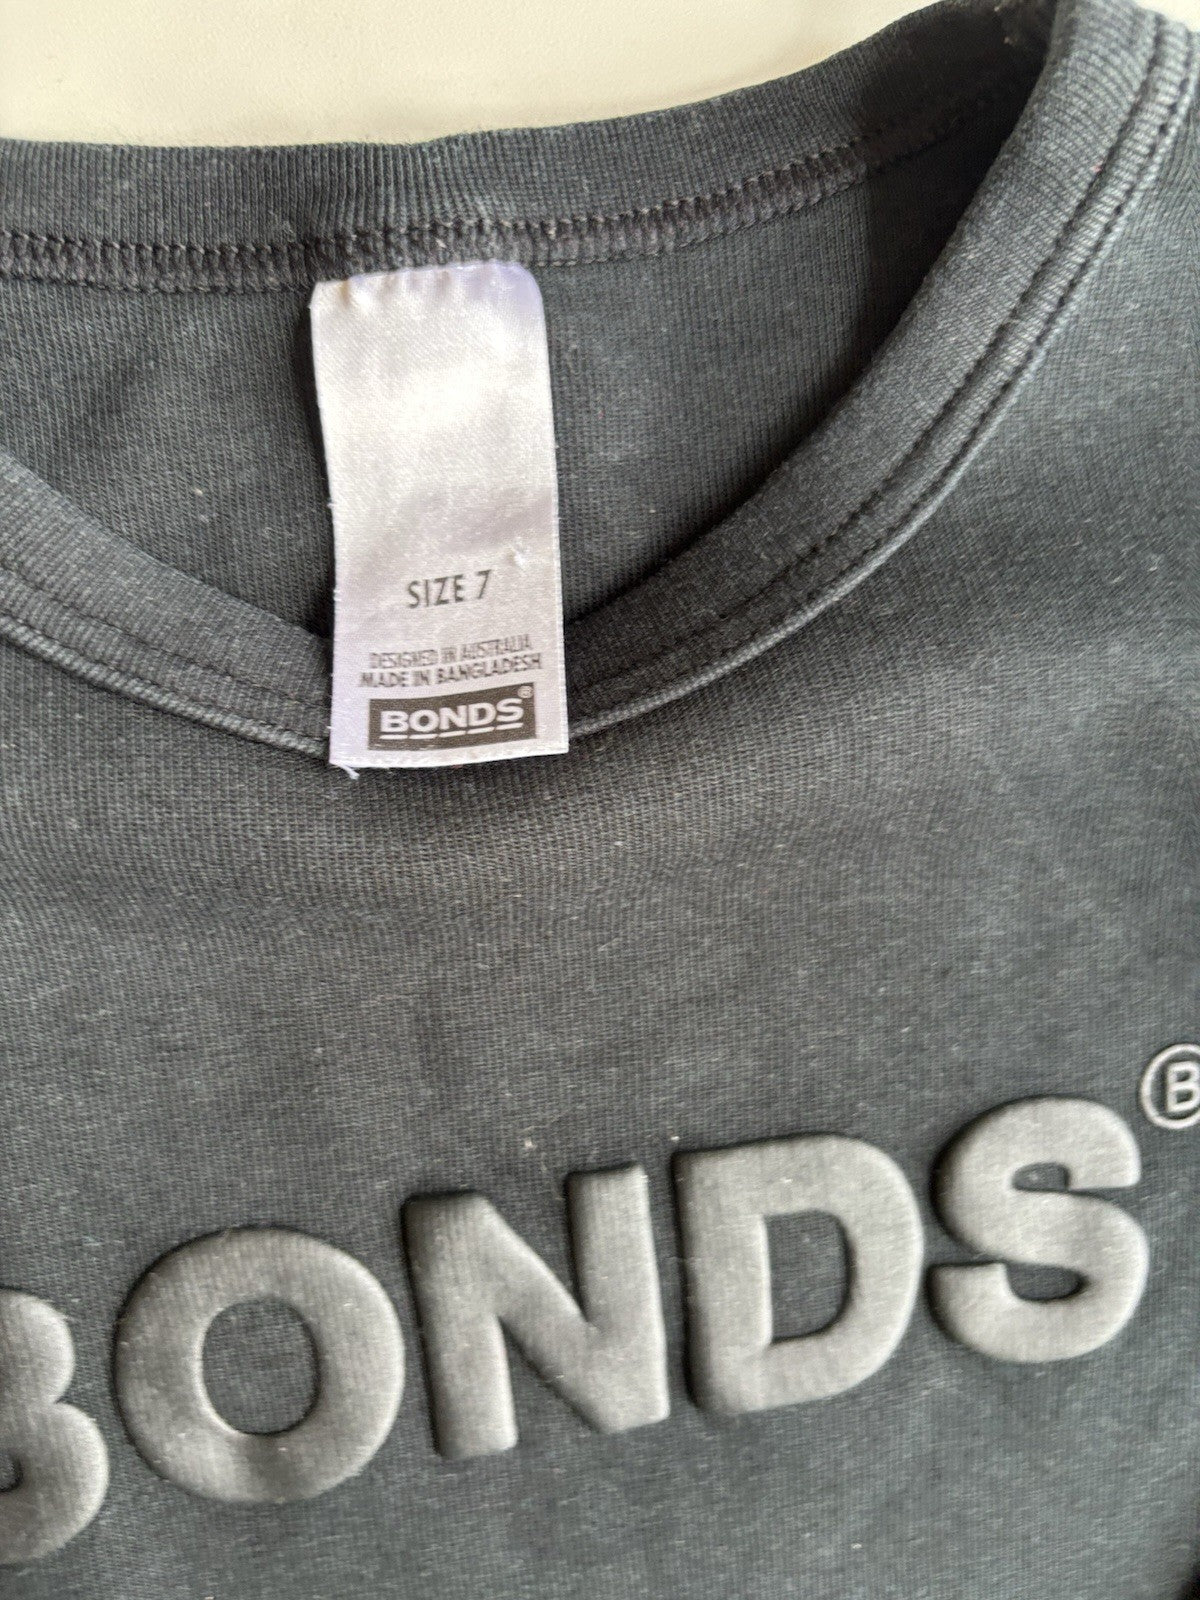 SIZE 7
DESIGNED IN AUSTRALIA
MADE IN BANGLADESH
BONDS®
BONDS
B